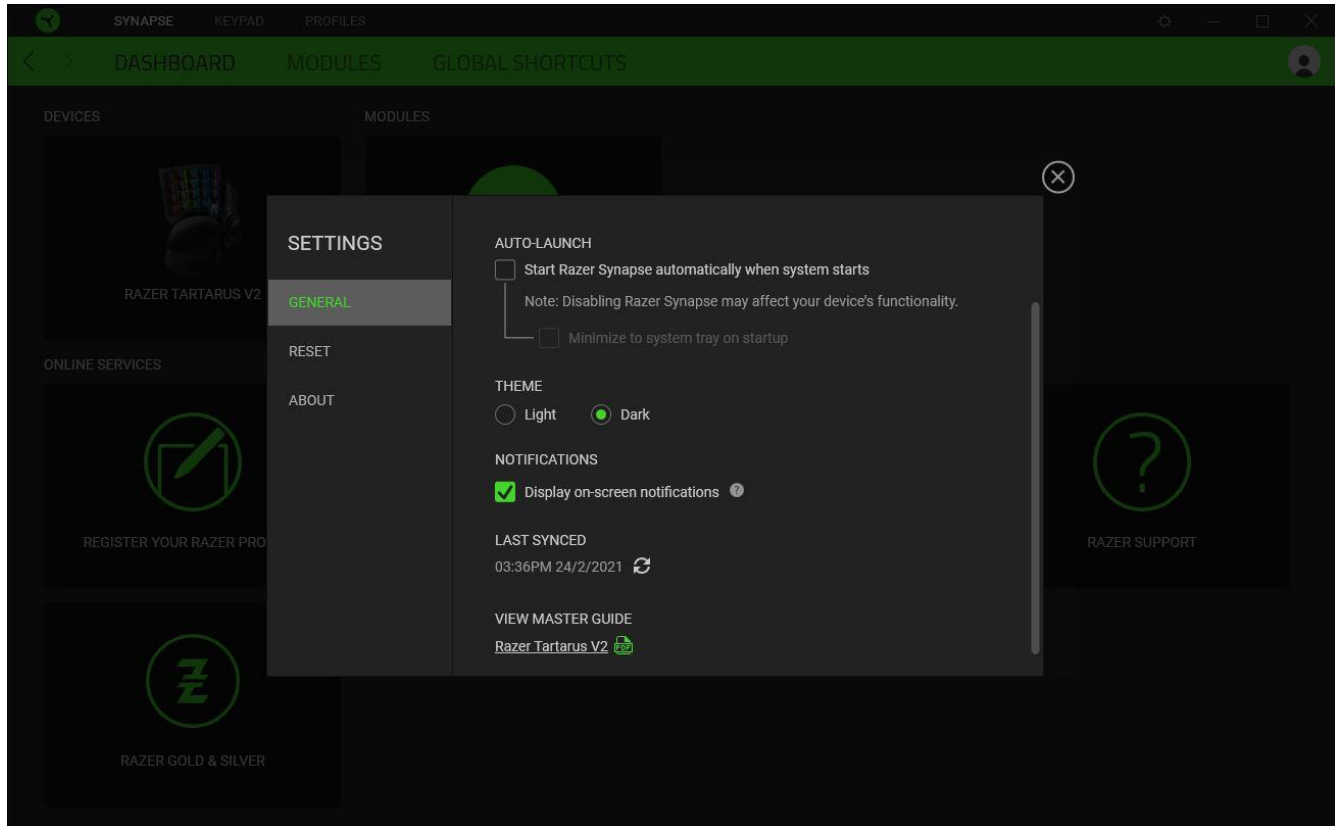 SYNAPSE KEYPAD PROFILES
DASHBOARD MODULES GLOBAL SHORTCUTS
DEVICES MODULES
RAZER TARTARUS V2
ONLINE SERVICES
REGISTER YOUR RAZER PRO
RAZER GOLD & SILVER
RAZER SUPPORT
SETTINGS
GENERAL
RESET
ABOUT
AUTO-LAUNCH
Start Razer Synapse automatically when system starts
Note: Disabling Razer Synapse may affect your device's functionality.
Minimize to system tray on startup
THEME
Light Dark
NOTIFICATIONS
Display on-screen notifications ?
LAST SYNCED
03:36PM 24/2/2021
VIEW MASTER GUIDE
Razer Tartarus V2 PDF